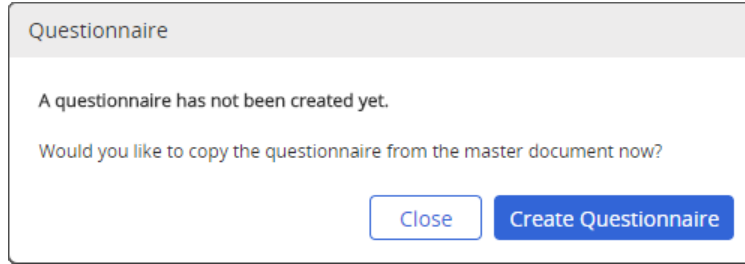 Questionnaire
A questionnaire has not been created yet.
Would you like to copy the questionnaire from the master document now?
Close
Create Questionnaire